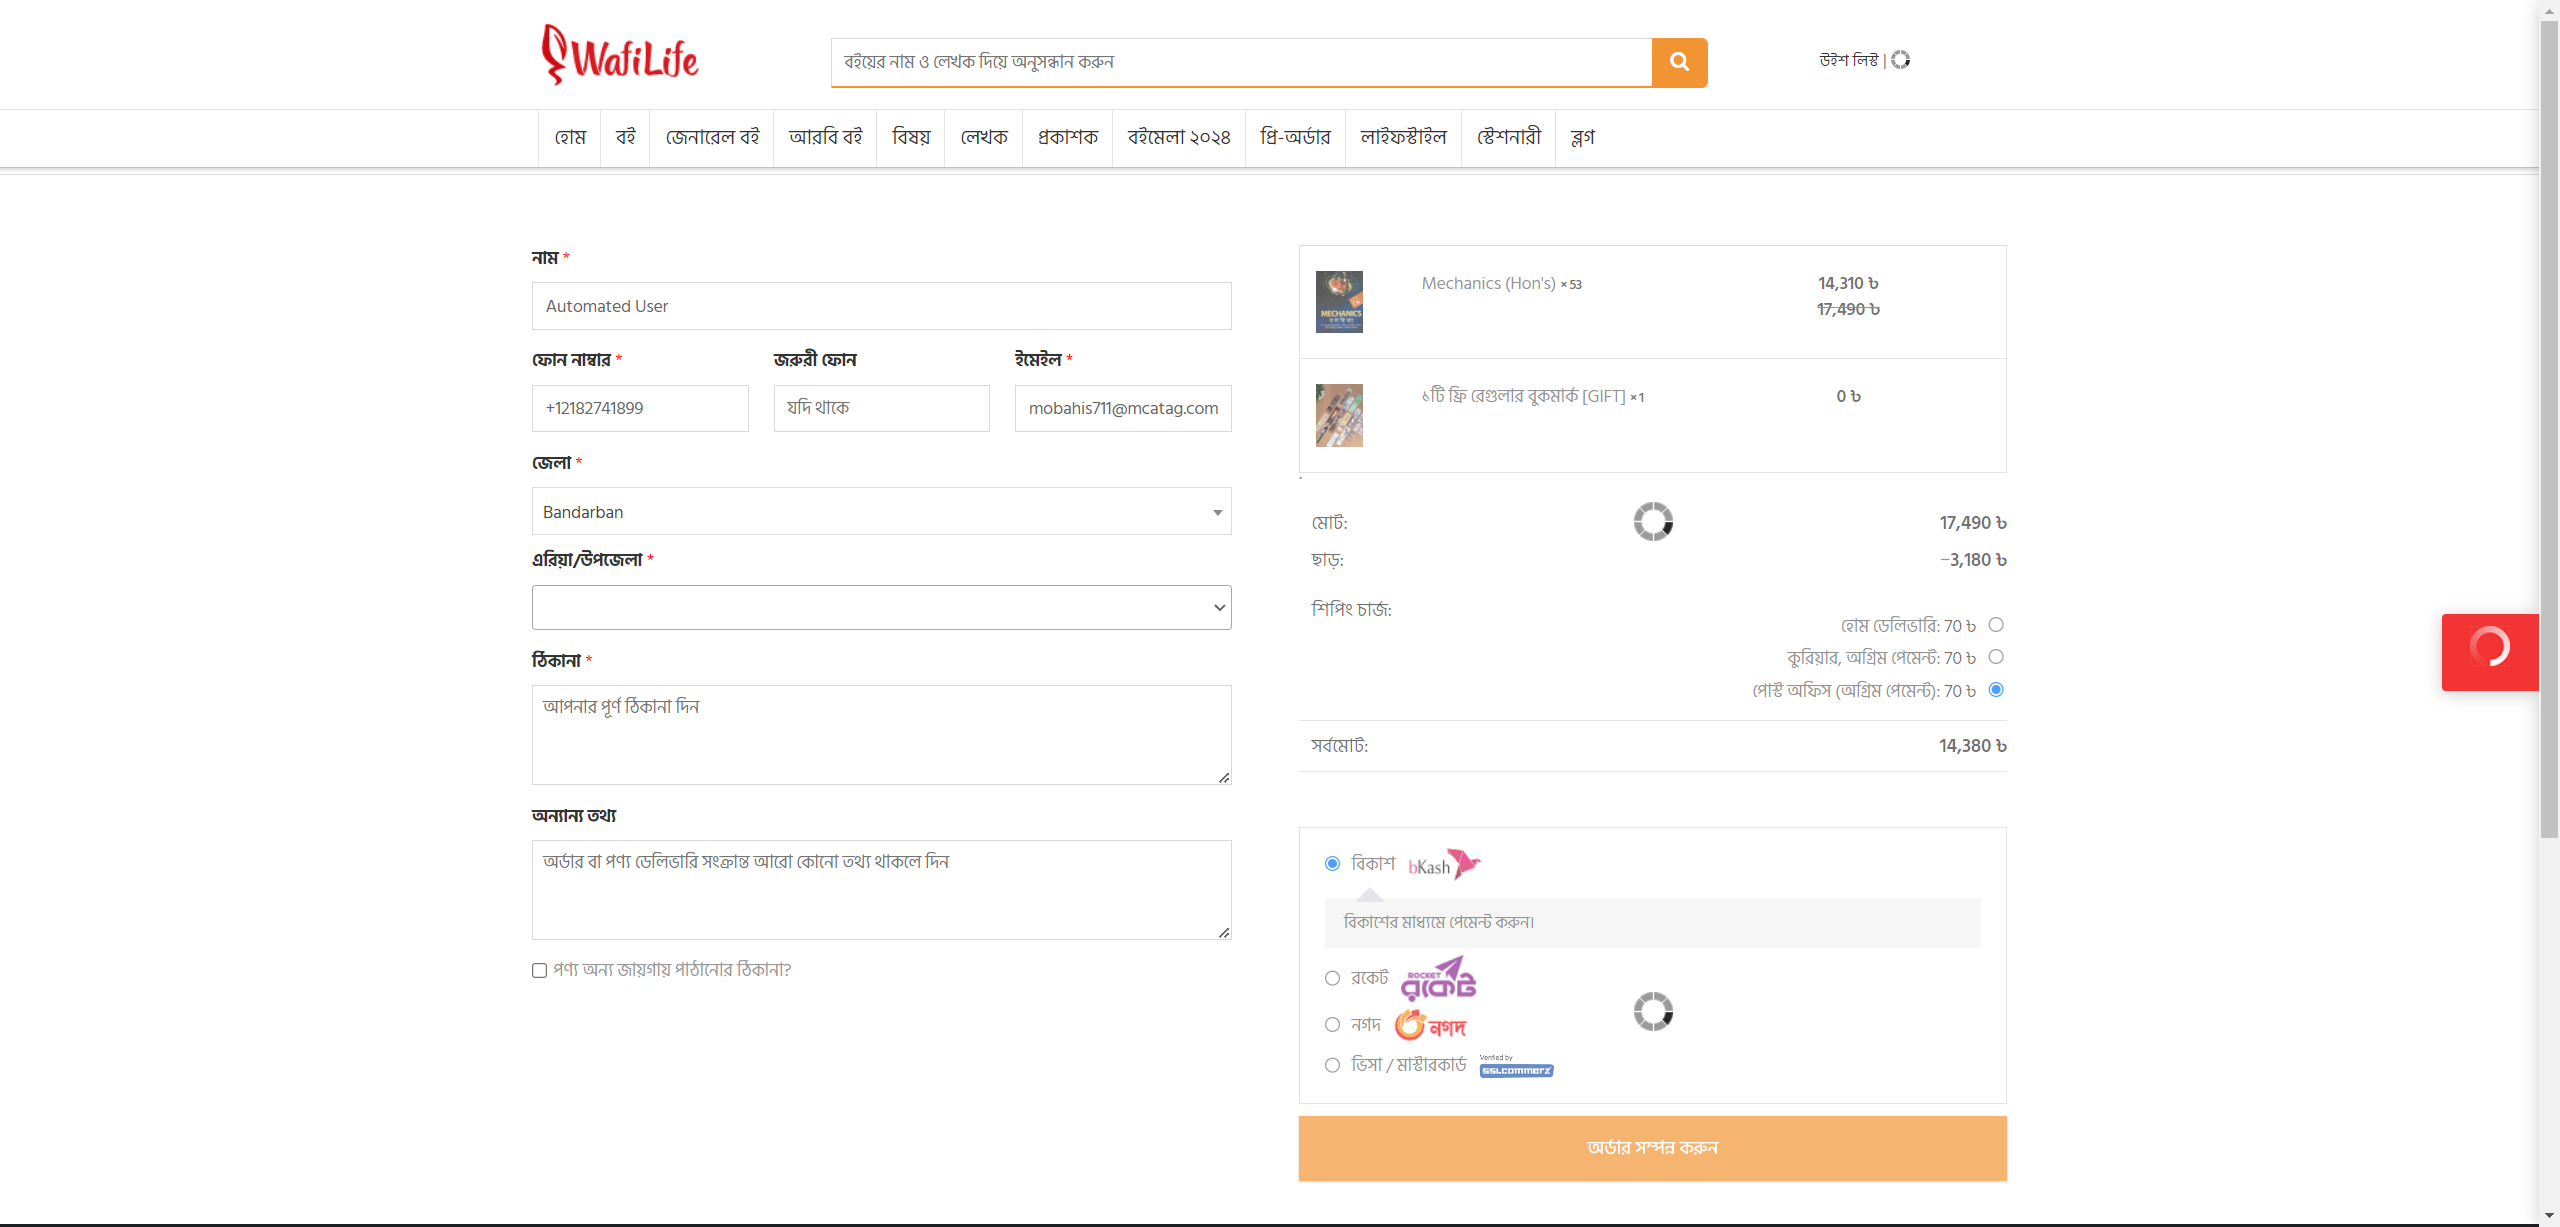 WafiLife
বইয়ের নাম ও লেখক দিয়ে অনুসন্ধান করুন
উইশ লিস্ট |
হোম
বই
জেনারেল বই
আরবি বই
বিষয়
লেখক
প্রকাশক
বইমেলা ২০২৪
প্রি-অর্ডার
লাইফস্টাইল
স্টেশনারী
ব্লগ
নাম *
Automated User
ফোন নাম্বার *
+12182741899
জরুরী ফোন
যদি থাকে
ইমেইল *
mobahis711@mcatag.com
জেলা *
Bandarban
এরিয়া/উপজেলা *
ঠিকানা *
আপনার পূর্ণ ঠিকানা দিন
অন্যান্য তথ্য
অর্ডার বা পণ্য ডেলিভারি সংক্রান্ত আরো কোনো তথ্য থাকলে দিন
পণ্য অন্য জায়গায় পাঠানোর ঠিকানা?
MECHANICS
Mechanics (Hon's) × 53
14,310 ৳
17,490 ৳
১টি ফ্রি রেগুলার বুকমার্ক [GIFT] × 1
0 ৳
মোট:
17,490 ৳
ছাড়:
-3,180 ৳
শিপিং চার্জ:
হোম ডেলিভারি: 70 ৳
কুরিয়ার, অগ্রিম পেমেন্ট: 70 ৳
পোস্ট অফিস (অগ্রিম পেমেন্ট): 70 ৳
সর্বমোট:
14,380 ৳
বিকাশ bKash
বিকাশের মাধ্যমে পেমেন্ট করুন।
রকেট ROCKET রকেট
নগদ নগদ
ভিসা / মাস্টারকার্ড Verified by
SSLCOMMERZ
অর্ডার সম্পন্ন করুন